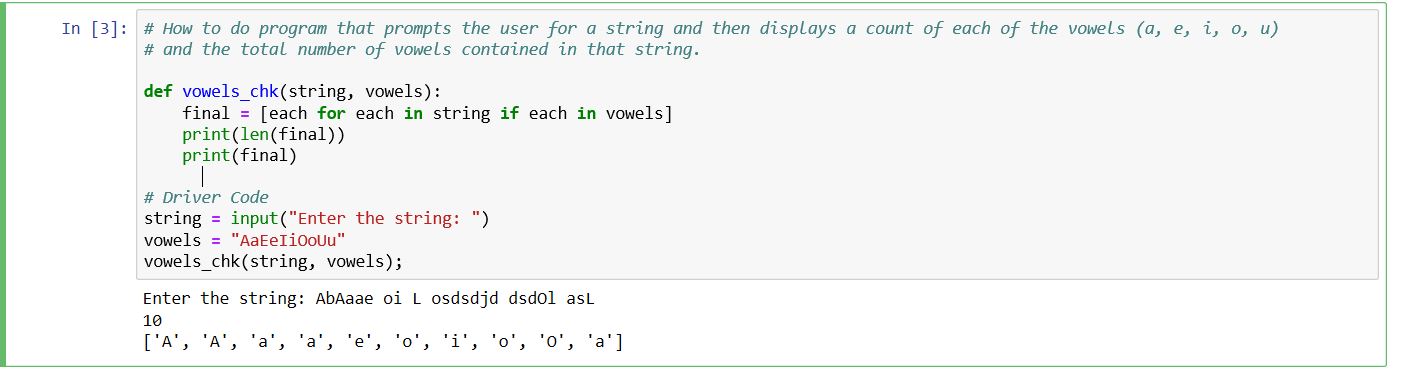 In [3]: # How to do program that prompts the user for a string and then displays a count of each of the vowels (a, e, i, o, u)
# and the total number of vowels contained in that string.
def vowels_chk(string, vowels):
    final = [each for each in string if each in vowels]
    print(len(final))
    print(final)
# Driver Code
string = input("Enter the string: ")
vowels = "AaEeIiOoUu"
vowels_chk(string, vowels);
Enter the string: AbAaae oi L osdsdjd dsdOl asL
10
['A', 'A', 'a', 'a', 'e', 'o', 'i', 'o', 'O', 'a']